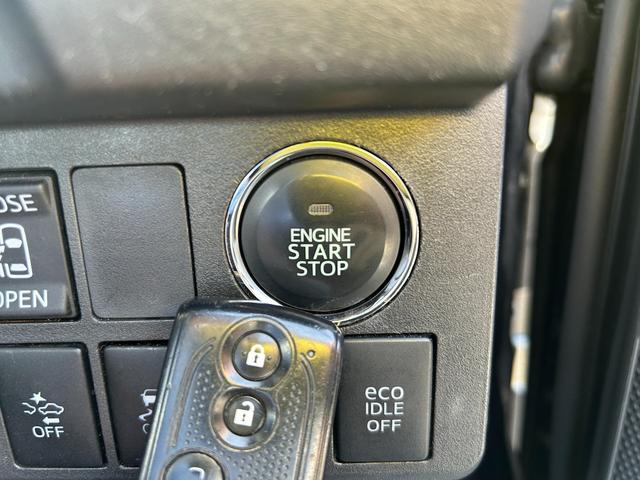 OSE
OPEN
ENGINE
START
STOP
OFF
eco
IDLE
OFF